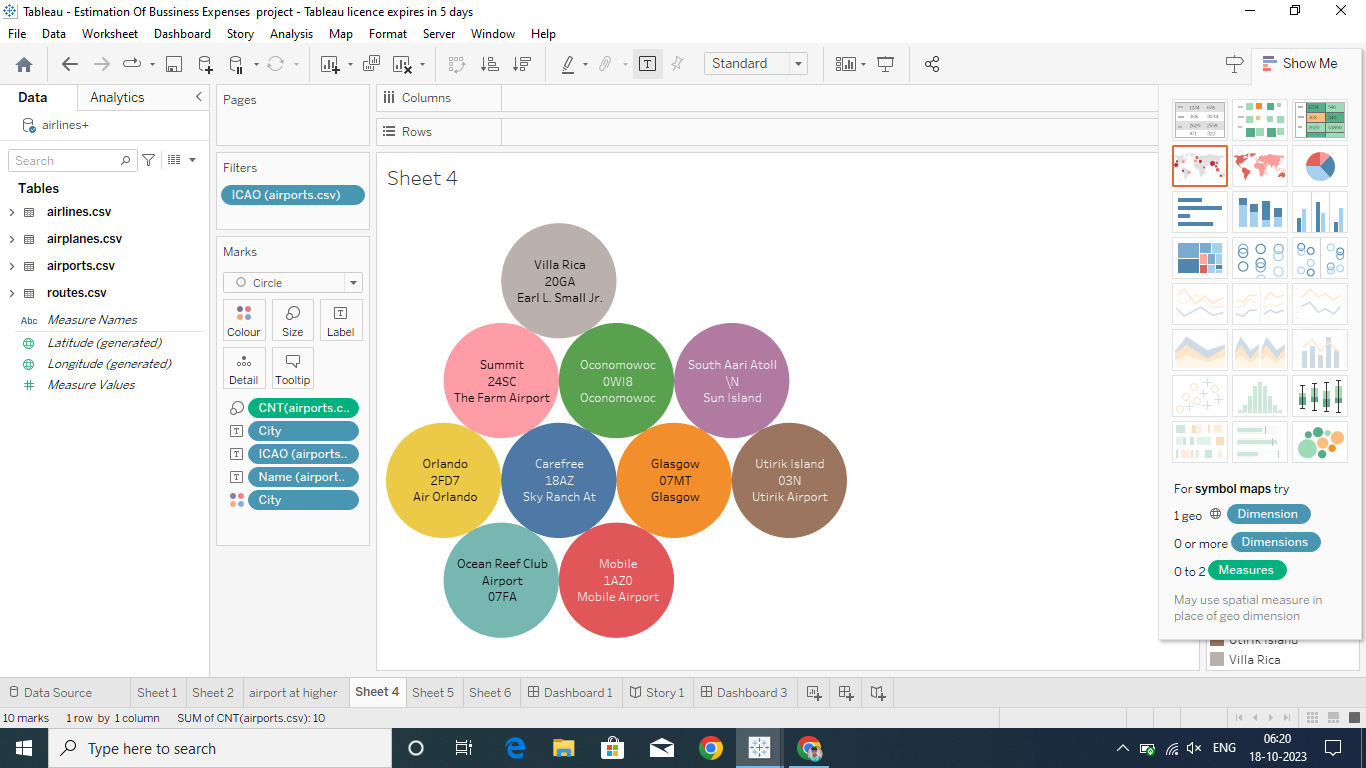 Tableau - Estimation Of Bussiness Expenses project - Tableau licence expires in 5 days
File Data Worksheet Dashboard Story Analysis Map Format Server Window Help
Standard
Show Me
Data Analytics
airlines+
Search
Tables
airlines.csv
airplanes.csv
airports.csv
routes.csv
Abc Measure Names
Latitude (generated)
Longitude (generated)
# Measure Values
Pages
Filters
ICAO (airports.csv)
Marks
Circle
Colour Size Label
Detail Tooltip
CNT(airports.c..
City
ICAO (airports..
Name (airport..
City
Columns
Rows
Sheet 4
Villa Rica
20GA
Earl L. Small Jr.
Summit
24SC
The Farm Airport
Oconomowoc
0WI8
Oconomowoc
South Aari Atoll
\N
Sun Island
Orlando
2FD7
Air Orlando
Carefree
18AZ
Sky Ranch At
Glasgow
07MT
Glasgow
Utirik Island
03N
Utirik Airport
Ocean Reef Club
Airport
07FA
Mobile
1AZ0
Mobile Airport
For symbol maps try
1 geo Dimension
0 or more Dimensions
0 to 2 Measures
May use spatial measure in
place of geo dimension
Utirik Island
Villa Rica
Data Source Sheet 1 Sheet 2 airport at higher Sheet 4 Sheet 5 Sheet 6 Dashboard 1 Story 1 Dashboard 3
10 marks 1 row by 1 column SUM of CNT(airports.csv): 10
Type here to search
ENG
06:20
18-10-2023